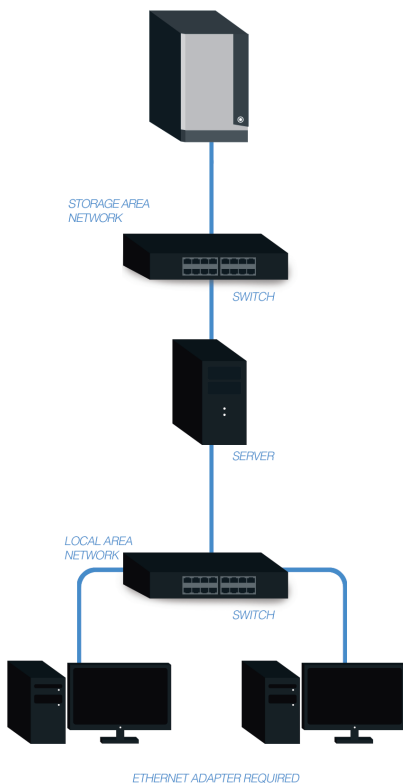 STORAGE AREA
NETWORK
SWITCH
SERVER
LOCAL AREA
NETWORK
SWITCH
ETHERNET ADAPTER REQUIRED